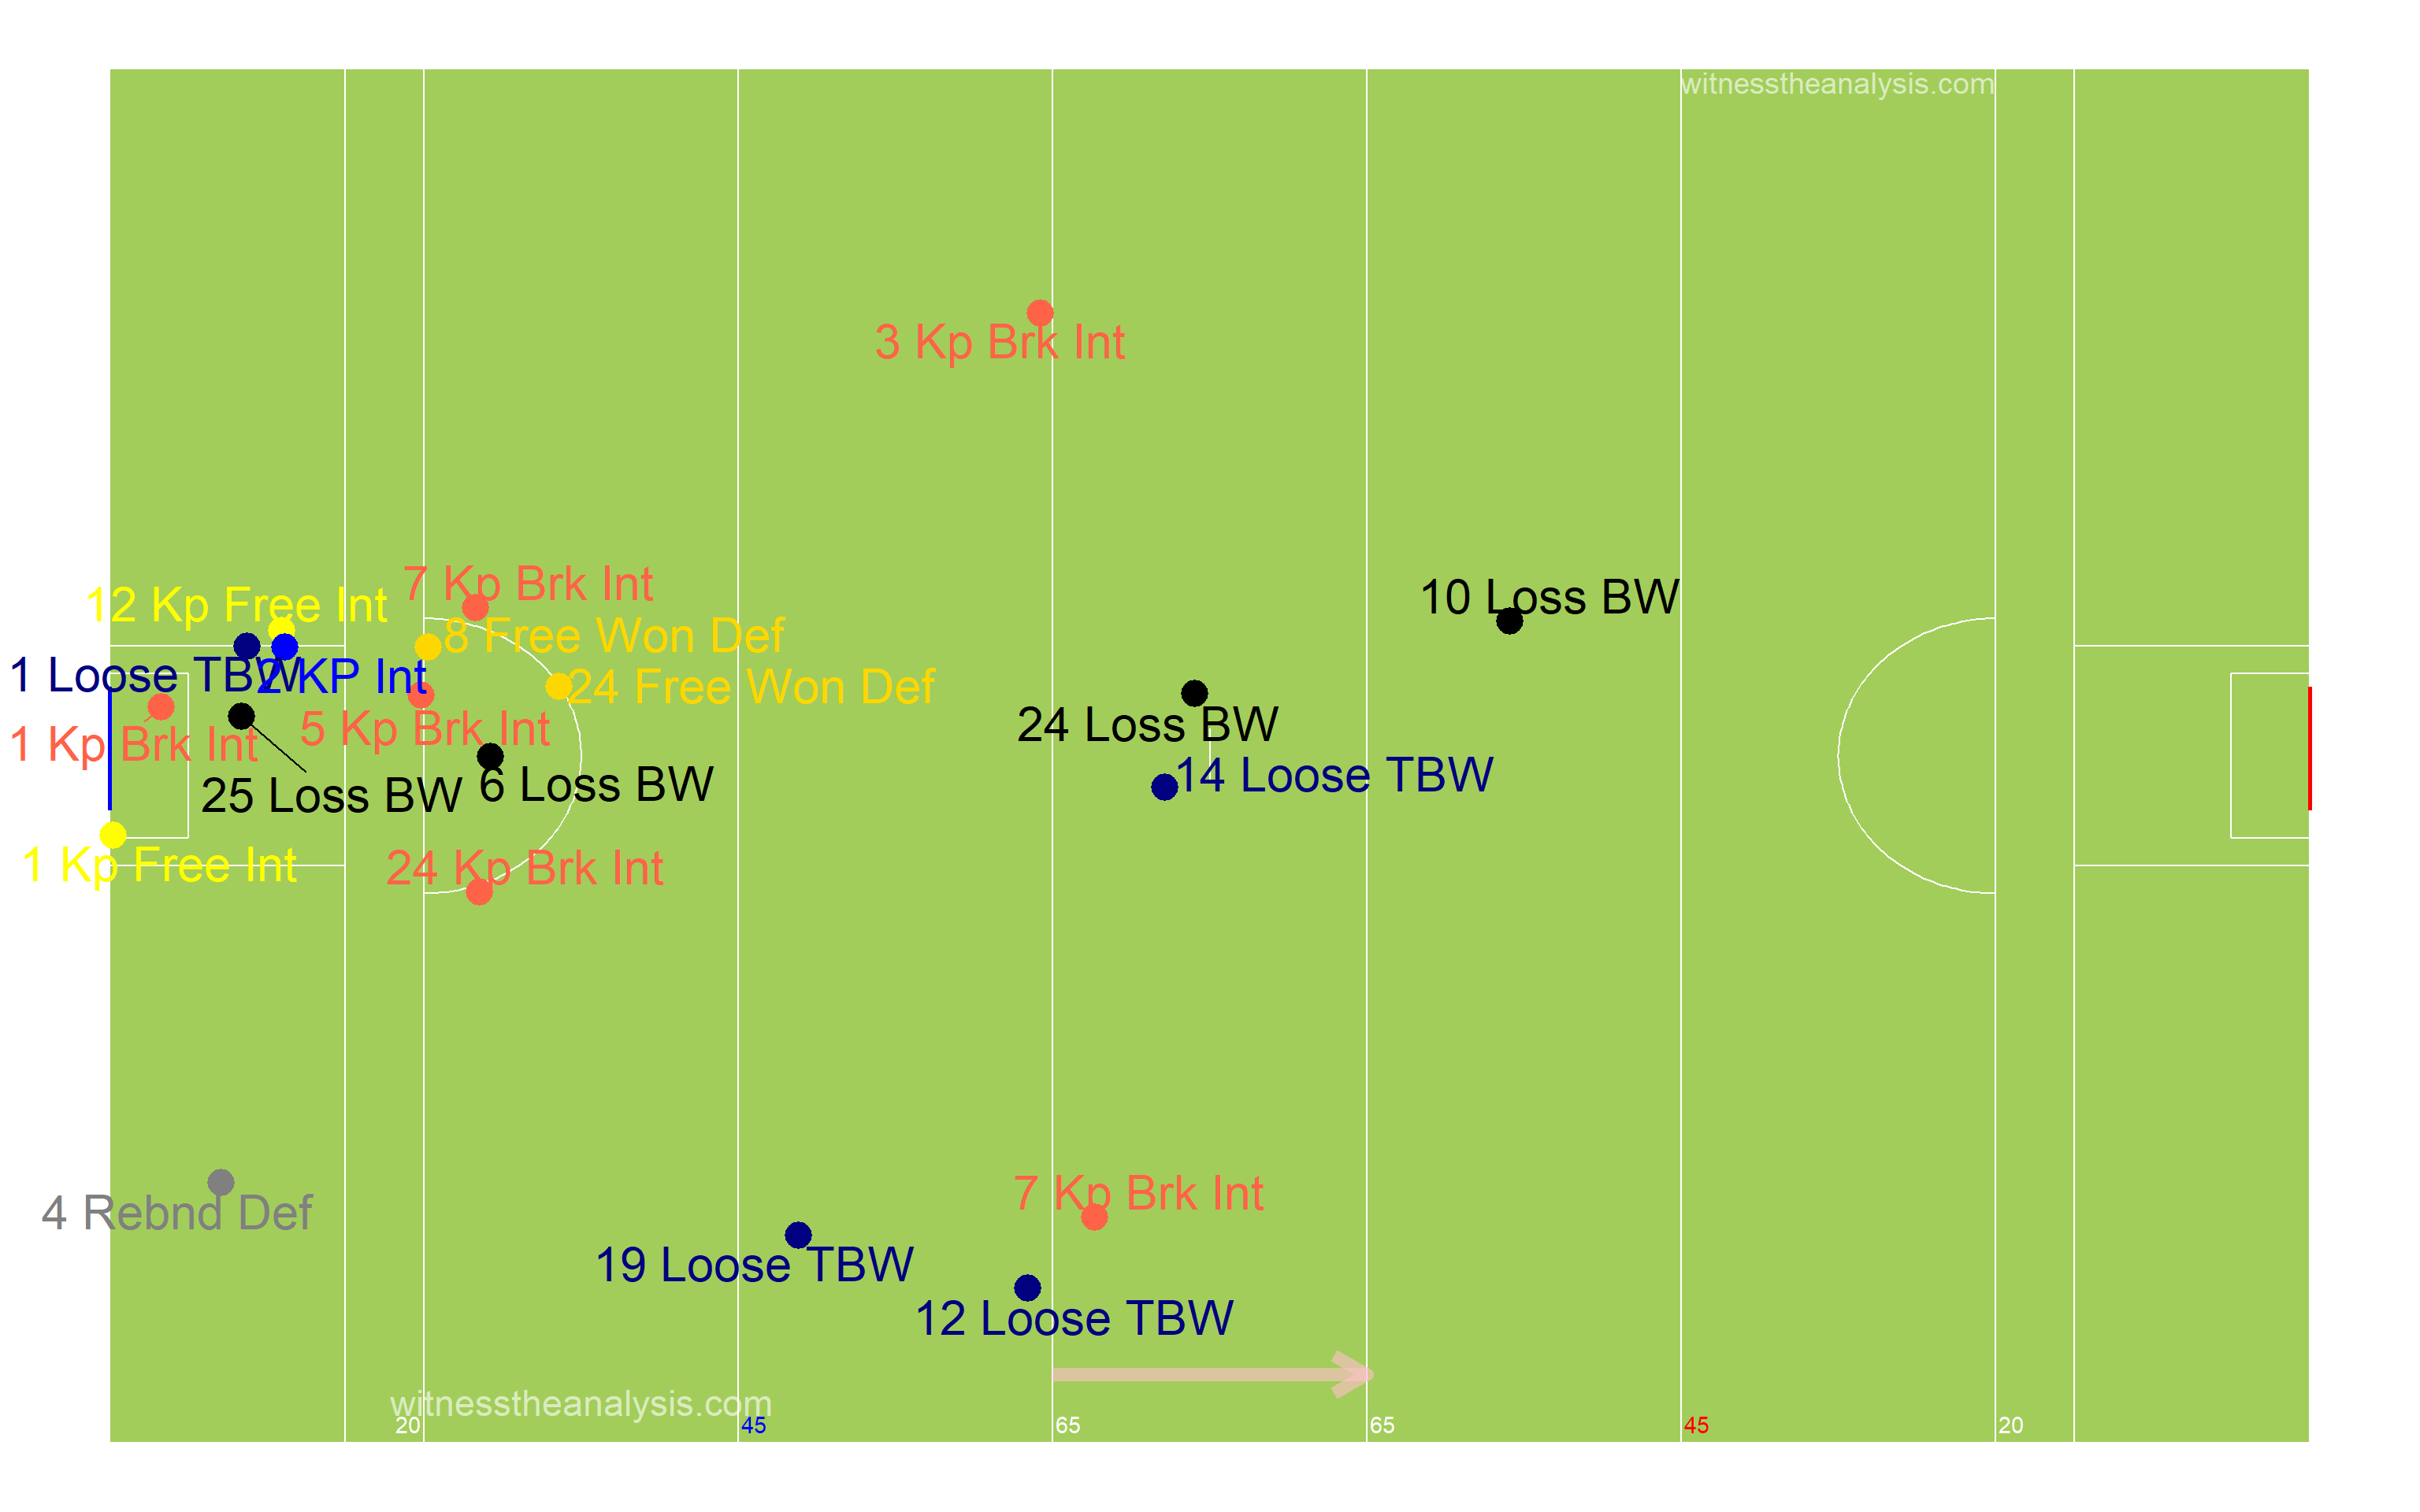 witnesstheanalysis.com
3 Kp Brk Int
7 Kp Brk Int
10 Loss BW
12 Kp Free Int
8 Free Won Def
1 Loose TBW
2 KP Int
24 Free Won Def
5 Kp Brk Int
24 Loss BW
1 Kp Brk Int
14 Loose TBW
25 Loss BW
6 Loss BW
1 Kp Free Int
24 Kp Brk Int
7 Kp Brk Int
4 Rebnd Def
19 Loose TBW
12 Loose TBW
witnesstheanalysis.com
20
45
65
65
45
20